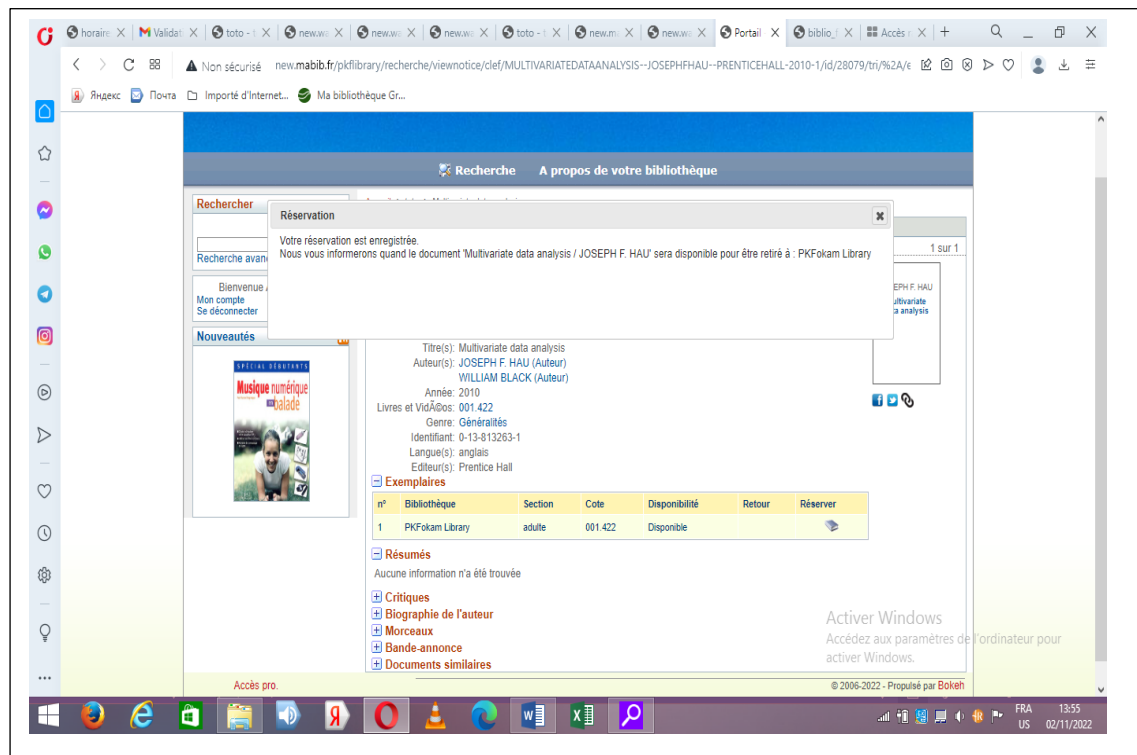 horaire
Validat
toto - t
new.wa
new.wa
new.wa
toto - t
new.m
new.wa
Portail
biblio_f
Accès r
Non sécurisé new.mabib.fr/pkflibrary/recherche/viewnotice/clef/MULTIVARIATEDATAANALYSIS--JOSEPHFHAU--PRENTICEHALL-2010-1/id/28079/tri/%2A/e
Яндекс Почта Importé d'Internet... Ma bibliothèque Gr...
Recherche A propos de votre bibliothèque
Rechercher
Réservation
Votre réservation est enregistrée.
Nous vous informerons quand le document 'Multivariate data analysis / JOSEPH F. HAU' sera disponible pour être retiré à : PKFokam Library
1 sur 1
Recherche avan
Bienvenue
Mon compte
Se déconnecter
EPH F. HAU
ultivariate
ta analysis
Nouveautés
SPÉCIAL DÉBUTANTS
Musique numérique
en balade
Titre(s): Multivariate data analysis
Auteur(s): JOSEPH F. HAU (Auteur)
WILLIAM BLACK (Auteur)
Année: 2010
Livres et VidÃ©os: 001.422
Genre: Généralités
Identifiant: 0-13-813263-1
Langue(s): anglais
Editeur(s): Prentice Hall
Exemplaires
n° Bibliothèque Section Cote Disponibilité Retour Réserver
1 PKFokam Library adulte 001.422 Disponible
Résumés
Aucune information n'a été trouvée
Critiques
Biographie de l'auteur
Morceaux
Bande-annonce
Documents similaires
Activer Windows
Accédez aux paramètres de l'ordinateur pour
activer Windows.
Accès pro.
© 2006-2022 - Propulsé par Bokeh
FRA
US
13:55
02/11/2022